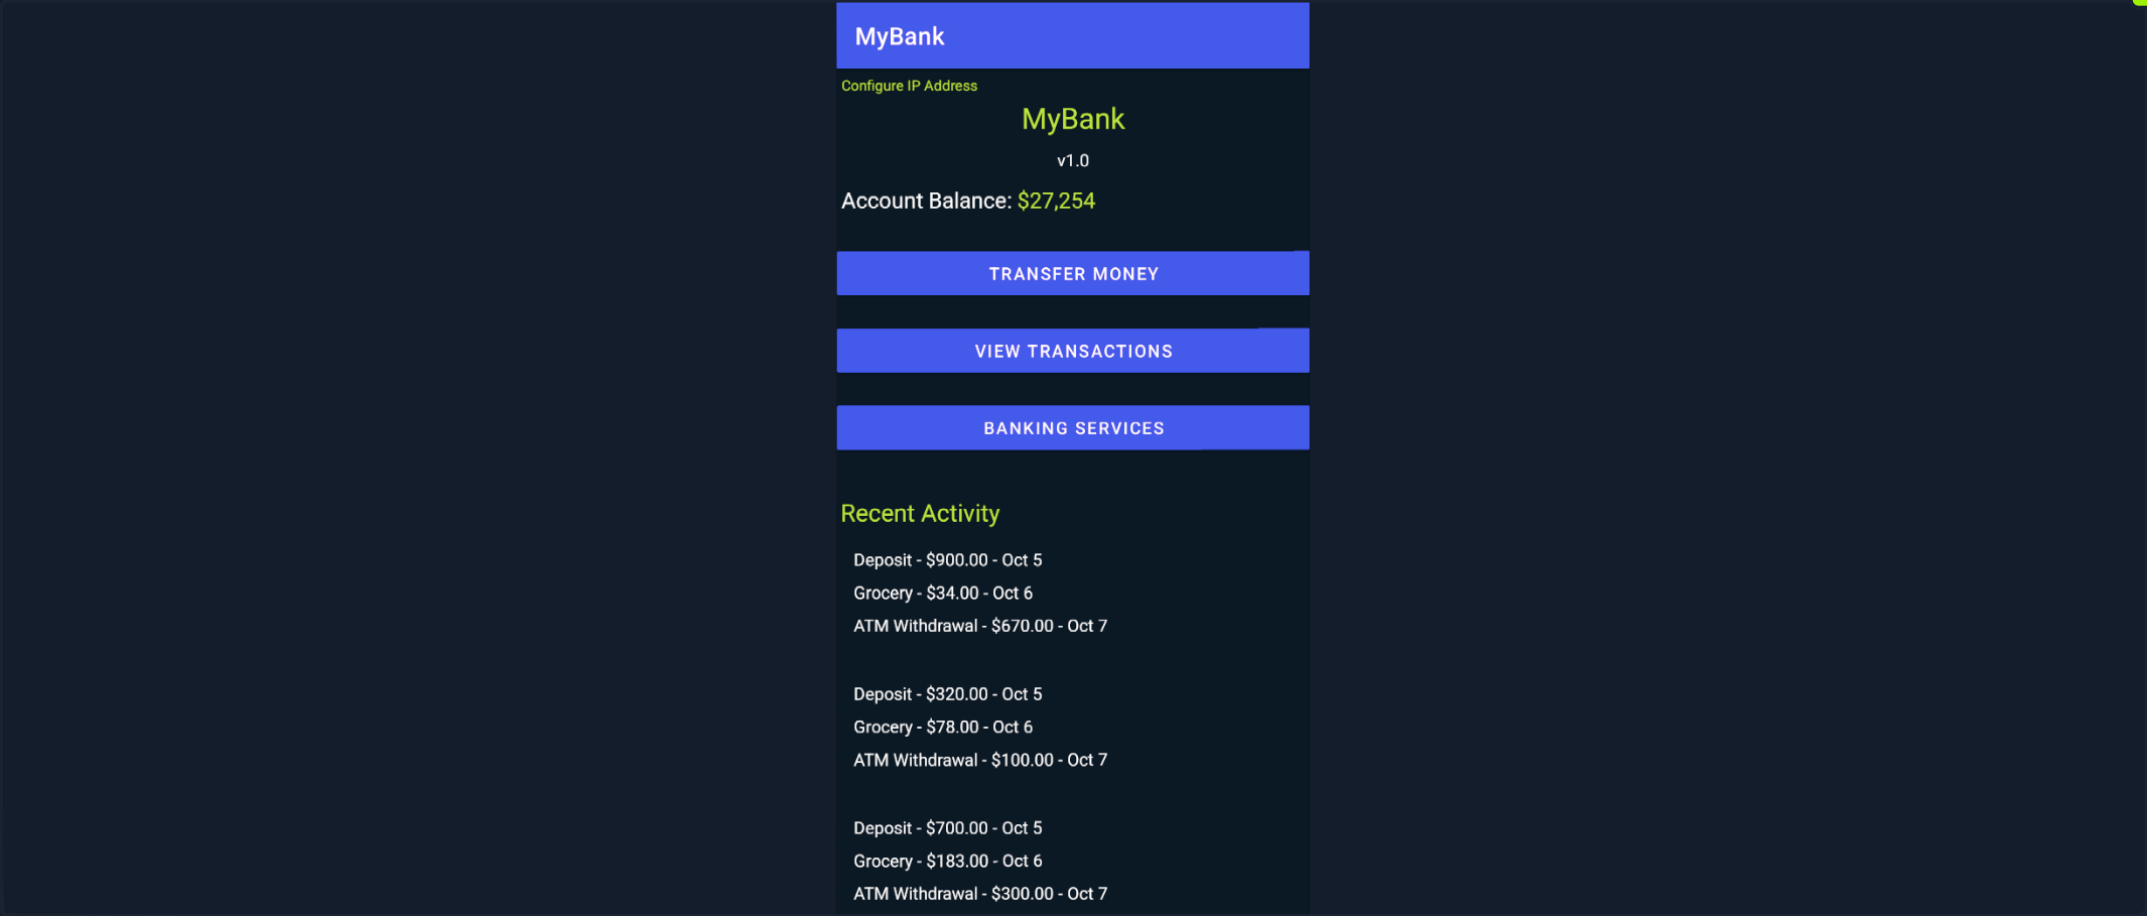 MyBank
Configure IP Address
MyBank
v1.0
Account Balance: $27,254
TRANSFER MONEY
VIEW TRANSACTIONS
BANKING SERVICES
Recent Activity
Deposit - $900.00 - Oct 5
Grocery - $34.00 - Oct 6
ATM Withdrawal - $670.00 - Oct 7
Deposit - $320.00 - Oct 5
Grocery - $78.00 - Oct 6
ATM Withdrawal - $100.00 - Oct 7
Deposit - $700.00 - Oct 5
Grocery - $183.00 - Oct 6
ATM Withdrawal - $300.00 - Oct 7